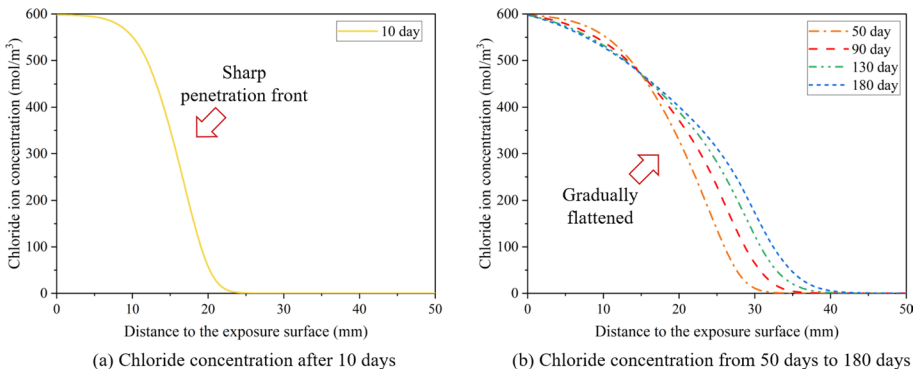 600
500
400
300
200
100
0
Chloride ion concentration (mol/m³)
10 day
Sharp
penetration front
0 10 20 30 40 50
Distance to the exposure surface (mm)
(a) Chloride concentration after 10 days
600
500
400
300
200
100
0
Chloride ion concentration (mol/m³)
50 day
90 day
130 day
180 day
Gradually
flattened
0 10 20 30 40 50
Distance to the exposure surface (mm)
(b) Chloride concentration from 50 days to 180 days